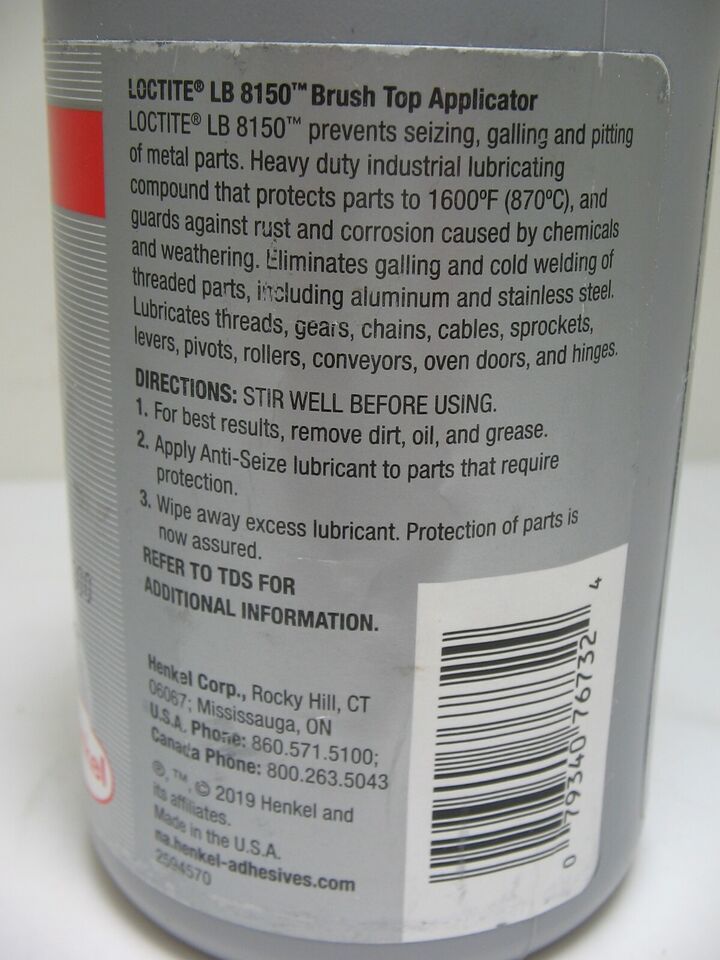 LOCTITE® LB 8150™ Brush Top Applicator
LOCTITE® LB 8150™ prevents seizing, galling and pitting
of metal parts. Heavy duty industrial lubricating
compound that protects parts to 1600ºF (870ºC), and
guards against rust and corrosion caused by chemicals
and weathering. Eliminates galling and cold welding of
threaded parts, including aluminum and stainless steel.
Lubricates threads, gears, chains, cables, sprockets,
levers, pivots, rollers, conveyors, oven doors, and hinges.
DIRECTIONS: STIR WELL BEFORE USING.
1. For best results, remove dirt, oil, and grease.
2. Apply Anti-Seize lubricant to parts that require
protection.
3. Wipe away excess lubricant. Protection of parts is
now assured.
REFER TO TDS FOR
ADDITIONAL INFORMATION.
Henkel Corp., Rocky Hill, CT
06067; Mississauga, ON
U.S.A. Phone: 860.571.5100;
Canada Phone: 800.263.5043
®, ™, © 2019 Henkel and
its affiliates.
Made in the U.S.A.
na.henkel-adhesives.com
2594570
0 79340 76732 4